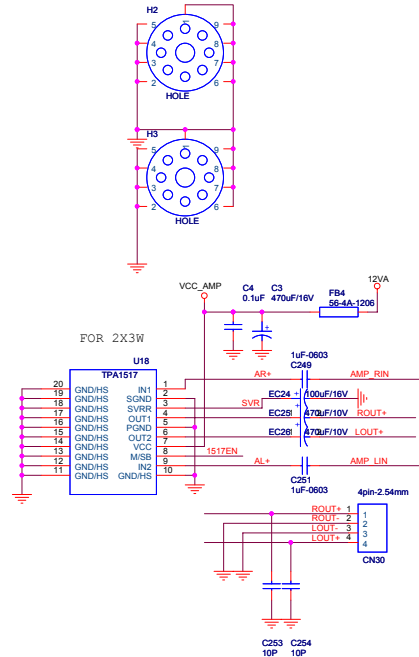 H2
5 1 9
4 8
3 7
2 6
HOLE
H3
5 1 9
4 8
3 7
2 6
HOLE
VCC_AMP
C4
0.1uF
C3
470uF/16V
FB4
56-4A-1206
12VA
FOR 2X3W
U18
TPA1517
20 GND/HS IN1 1
19 GND/HS SGND 2
18 GND/HS SVRR 3
17 GND/HS OUT1 4
16 GND/HS PGND 5
15 GND/HS OUT2 6
14 GND/HS VCC 7
13 GND/HS M/SB 8
12 GND/HS IN2 9
11 GND/HS GND/HS 10
1uF-0603
C249
AR+ AMP_RIN
EC24 100uF/16V
SVR
EC25 470uF/10V ROUT+
EC26 470uF/10V LOUT+
1517EN
AL+ AMP_LIN
C251
1uF-0603
4pin-2.54mm
ROUT+ 1 1
ROUT- 2 2
LOUT- 3 3
LOUT+ 4 4
CN30
C253
10P
C254
10P